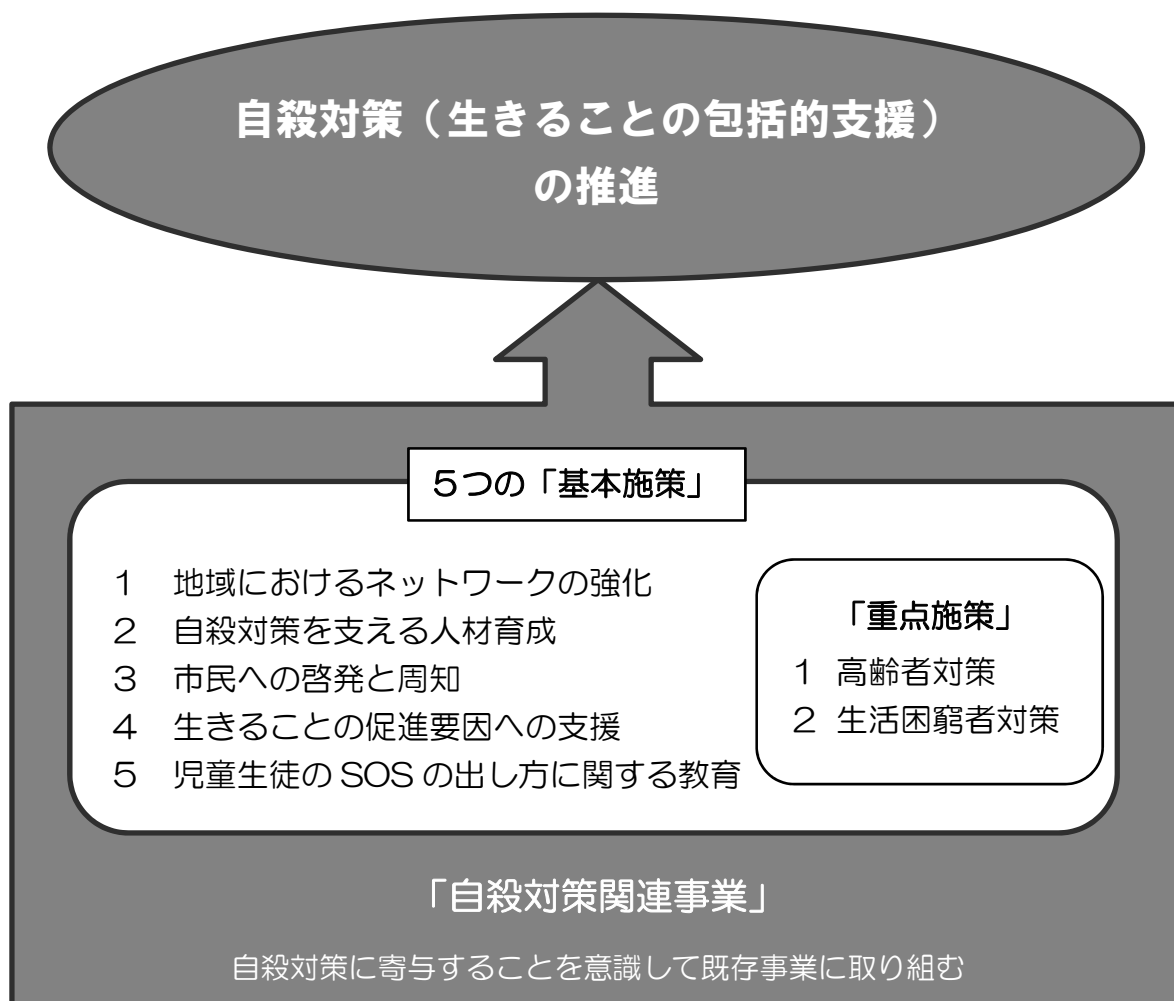 自殺対策（生きることの包括的支援）
の推進
５つの「基本施策」
１　地域におけるネットワークの強化
２　自殺対策を支える人材育成
３　市民への啓発と周知
４　生きることの促進要因への支援
５　児童生徒の SOS の出し方に関する教育
「重点施策」
１　高齢者対策
２　生活困窮者対策
「自殺対策関連事業」
自殺対策に寄与することを意識して既存事業に取り組む